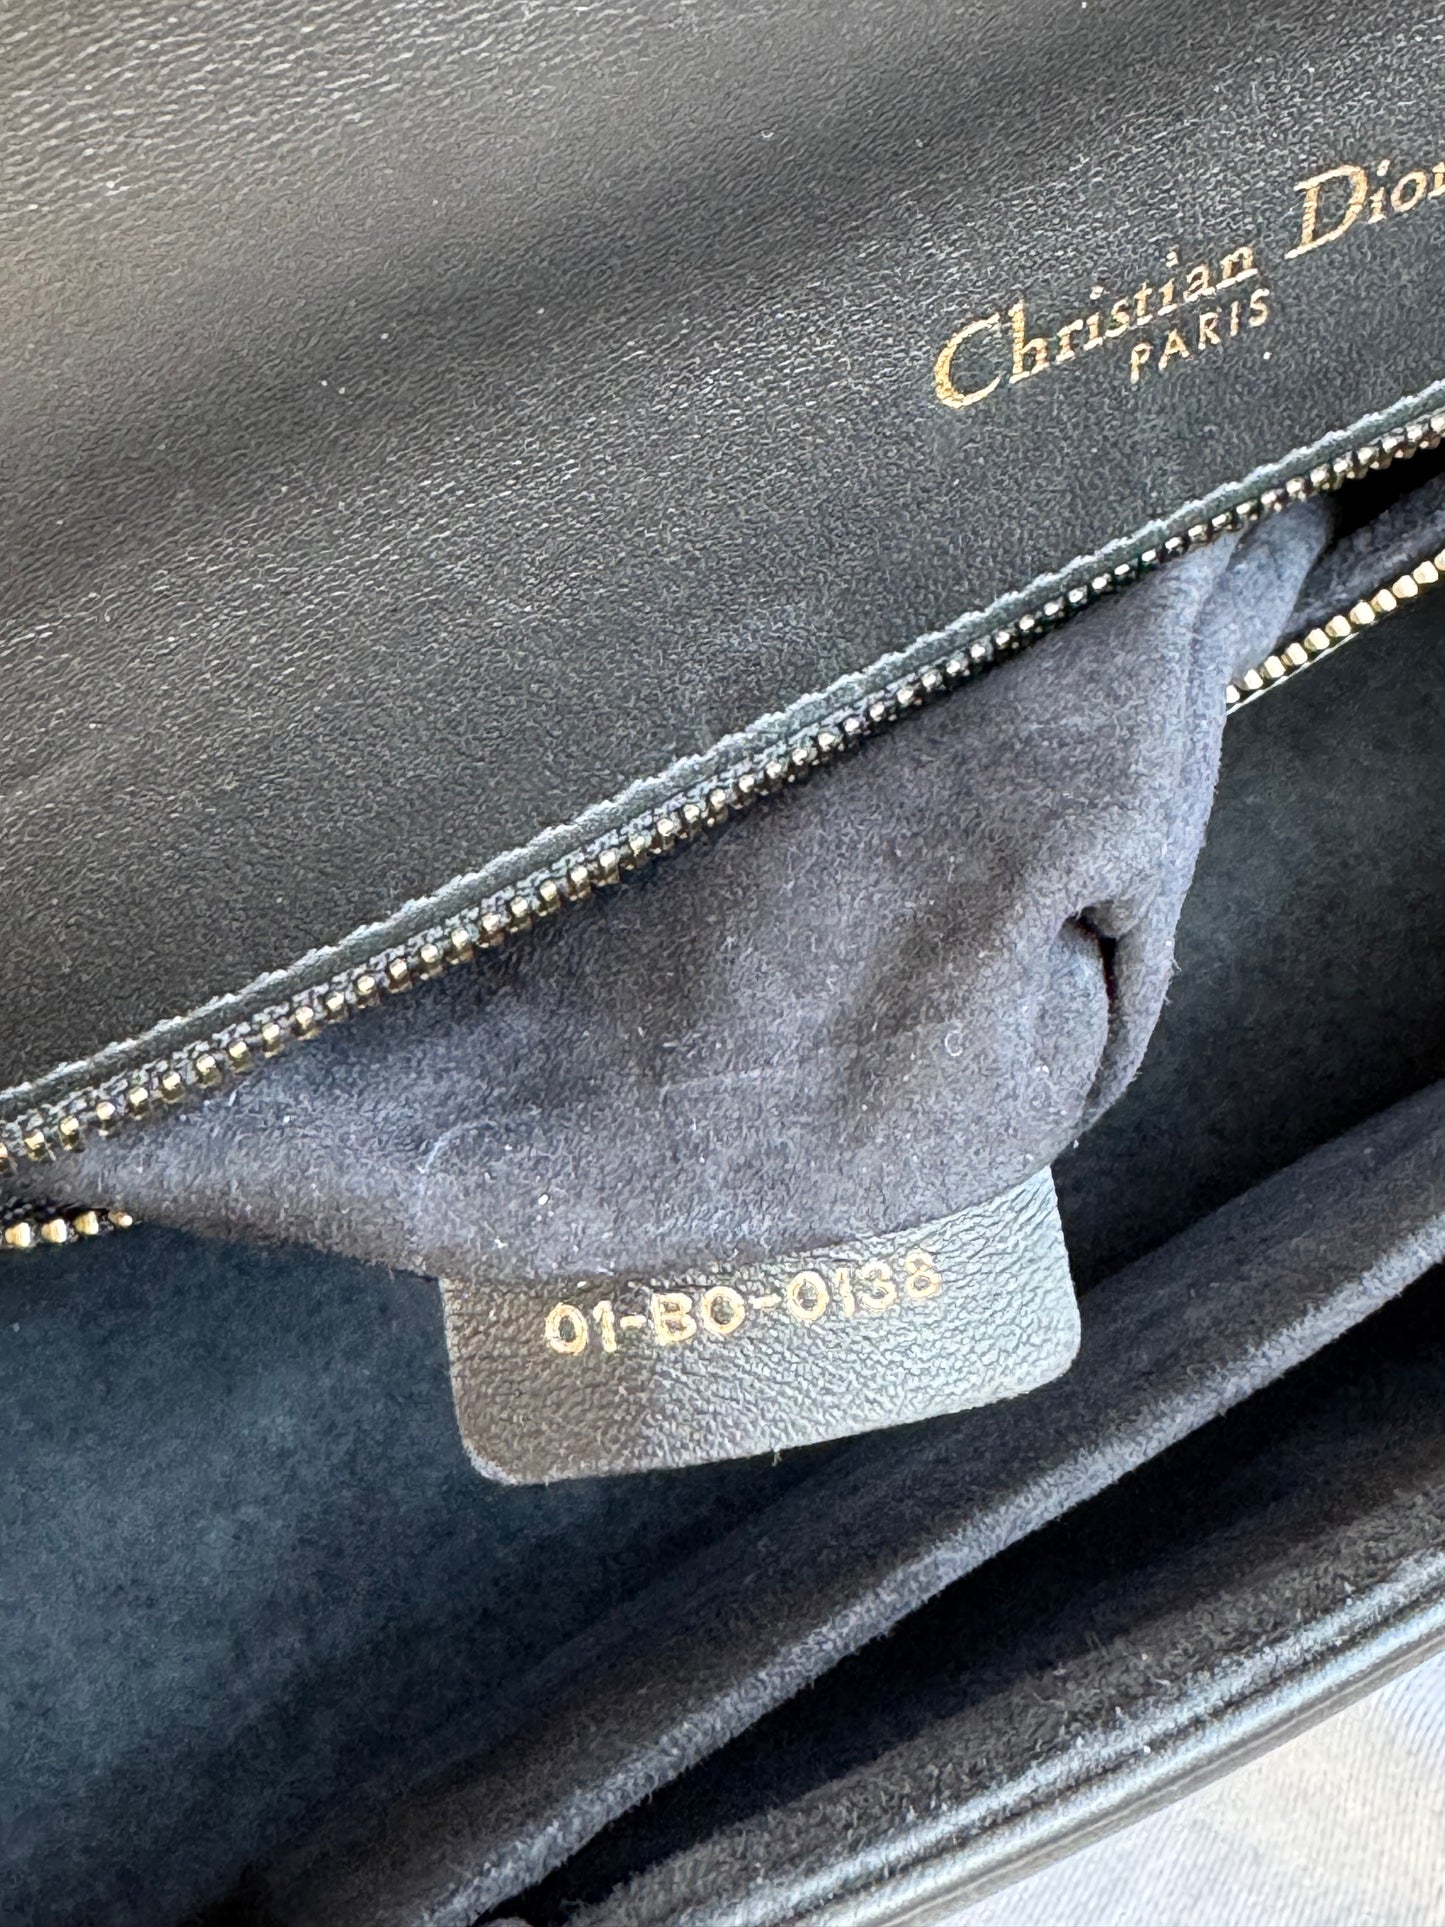 Christian Dior
PARIS
01-BO-0138